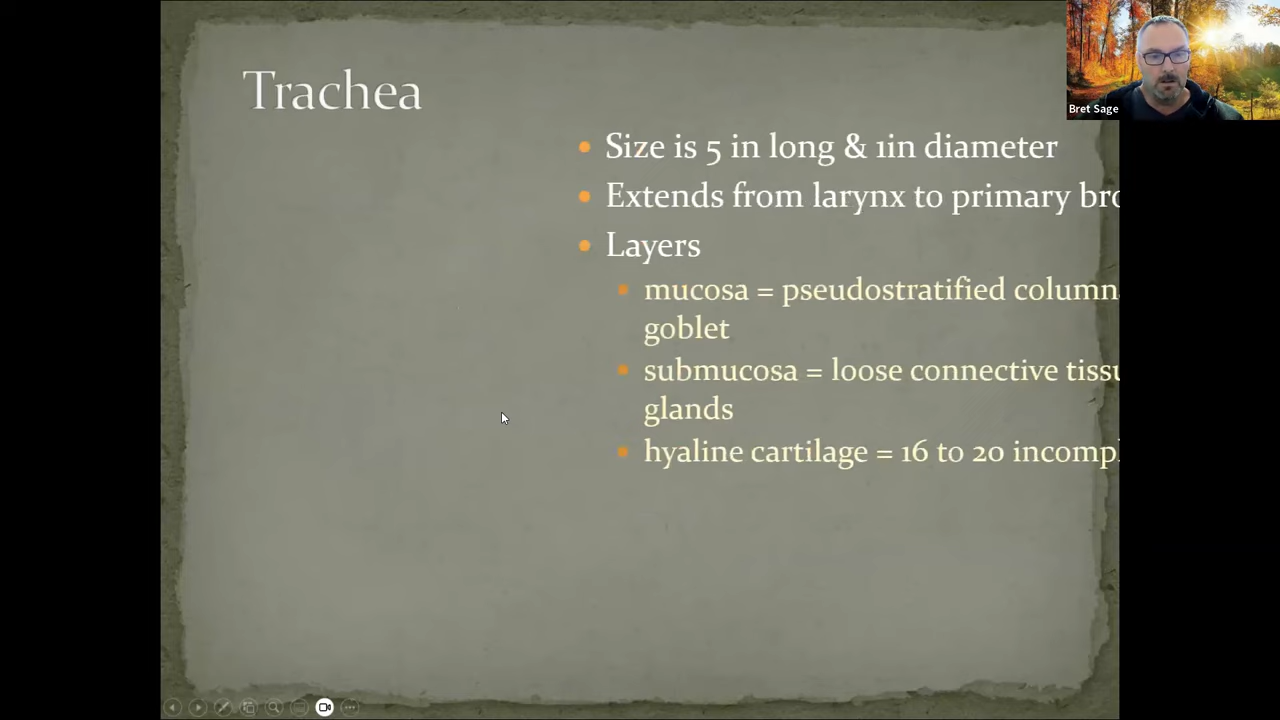 Trachea
Bret Sage
Size is 5 in long & 1in diameter
Extends from larynx to primary bro
Layers
mucosa = pseudostratified column
goblet
submucosa = loose connective tissu
glands
hyaline cartilage = 16 to 20 incompl